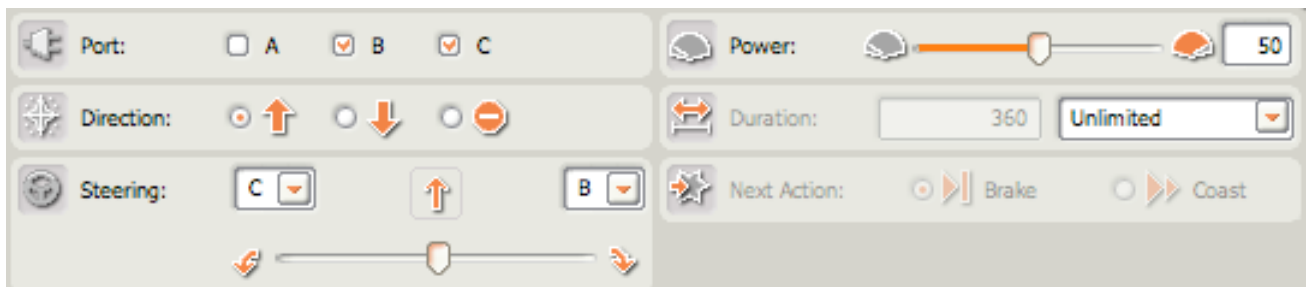 Port: A B C Power: 50
Direction: Duration: 360 Unlimited
Steering: C B Next Action: Brake Coast